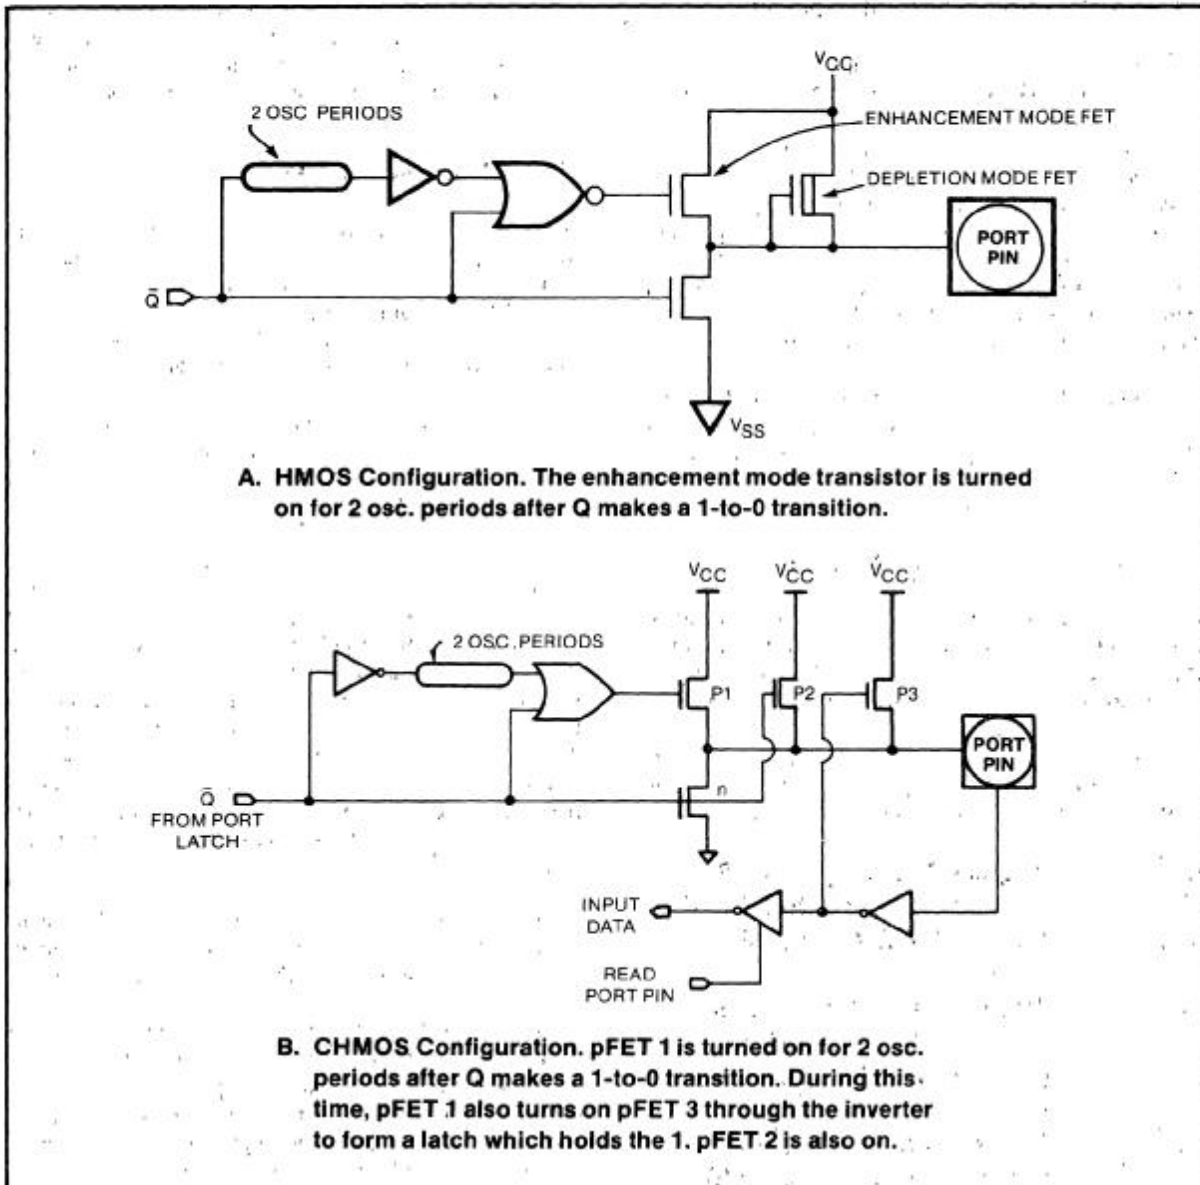 VCC
2 OSC PERIODS
ENHANCEMENT MODE FET
DEPLETION MODE FET
PORT
PIN
Q̄
VSS
A. HMOS Configuration. The enhancement mode transistor is turned
on for 2 osc. periods after Q makes a 1-to-0 transition.
VCC VCC VCC
2 OSC. PERIODS
P1 P2 P3
PORT
PIN
n
Q̄
FROM PORT
LATCH
INPUT
DATA
READ
PORT PIN
B. CHMOS Configuration. pFET 1 is turned on for 2 osc.
periods after Q makes a 1-to-0 transition. During this
time, pFET 1 also turns on pFET 3 through the inverter
to form a latch which holds the 1. pFET 2 is also on.